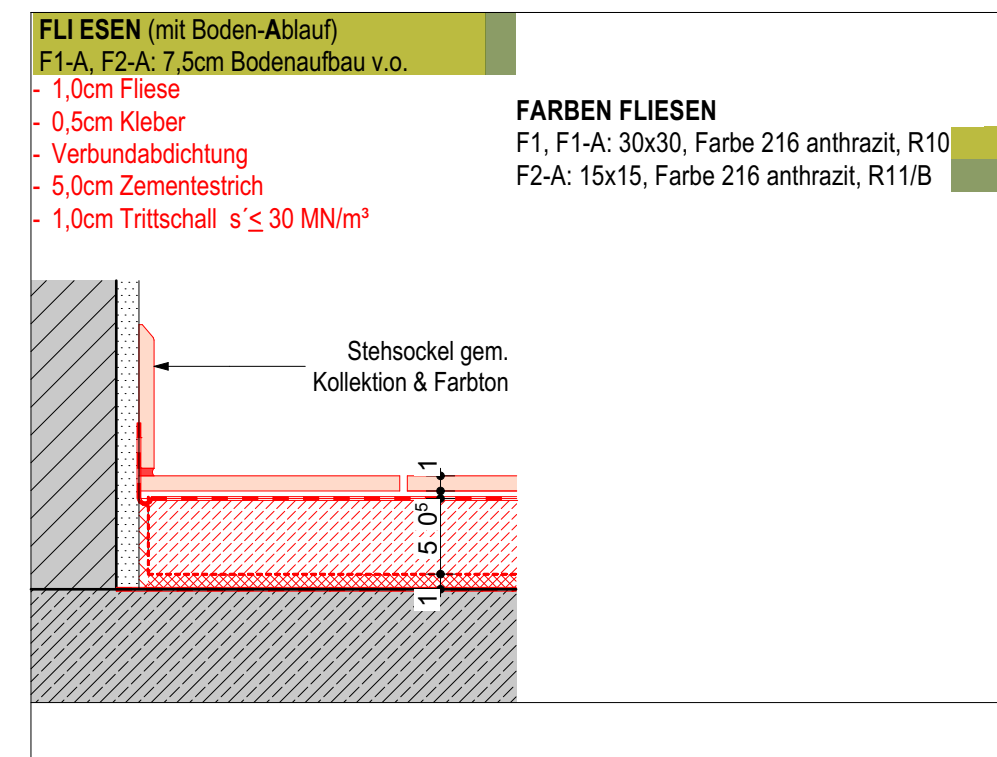 FLIESEN (mit Boden-Ablauf)
F1-A, F2-A: 7,5cm Bodenaufbau v.o.
- 1,0cm Fliese
- 0,5cm Kleber
- Verbundabdichtung
- 5,0cm Zementestrich
- 1,0cm Trittschall s´≤ 30 MN/m³
FARBEN FLIESEN
F1, F1-A: 30x30, Farbe 216 anthrazit, R10
F2-A: 15x15, Farbe 216 anthrazit, R11/B
Stehsockel gem.
Kollektion & Farbton
1
0⁵
5
1